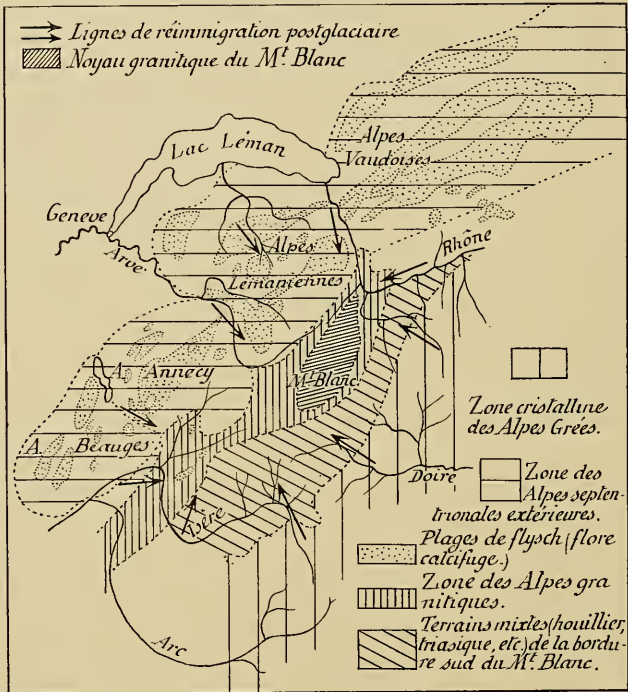 Lignes de réimmigration postglaciaire
Noyau granitique du Mt. Blanc
Lac Léman
Alpes
Vaudoises
Genève
Arve
Alpes
Lémaniennes
Rhône
A. Annecy
Mt. Blanc
A. Beauges
Isère
Doire
Arc
Zone cristalline
des Alpes Grées.
Zone des
Alpes septen-
trionales extérieures.
Plages de flysch (flore
calcifuge.)
Zone des Alpes gra
nitiques.
Terrains mixtes (houillier,
triasique, etc.) de la bordu-
re sud du Mt. Blanc.